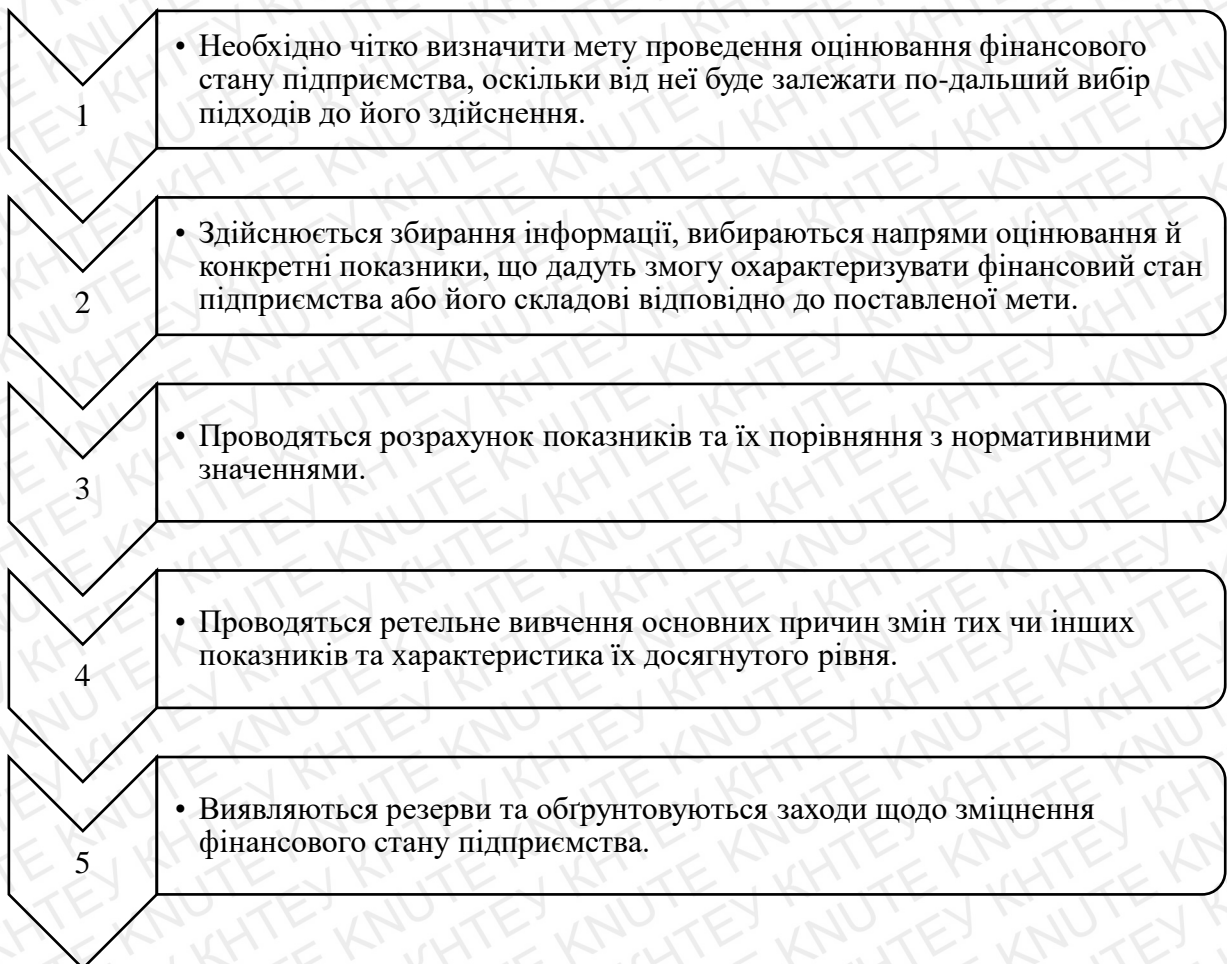 1
• Необхідно чітко визначити мету проведення оцінювання фінансового
стану підприємства, оскільки від неї буде залежати по-дальший вибір
підходів до його здійснення.
2
• Здійснюється збирання інформації, вибираються напрями оцінювання й
конкретні показники, що дадуть змогу охарактеризувати фінансовий стан
підприємства або його складові відповідно до поставленої мети.
3
• Проводяться розрахунок показників та їх порівняння з нормативними
значеннями.
4
• Проводяться ретельне вивчення основних причин змін тих чи інших
показників та характеристика їх досягнутого рівня.
5
• Виявляються резерви та обґрунтовуються заходи щодо зміцнення
фінансового стану підприємства.